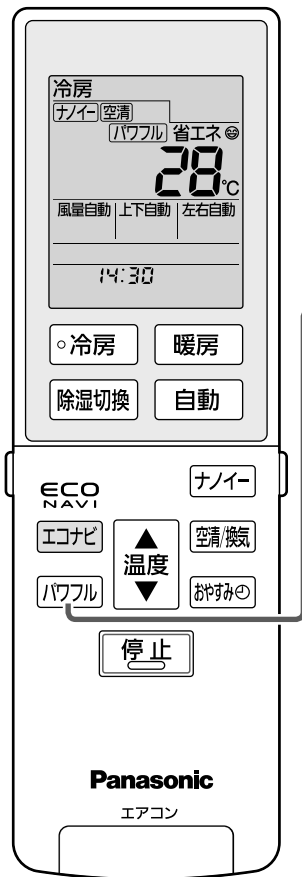 冷房
ナノイー 空清
パワフル 省エネ
28℃
風量自動 上下自動 左右自動
14:30
冷房 暖房
除湿切換 自動
ECO NAVI
ナノイー
エコナビ
▲
温度
▼
空清/換気
パワフル
おやすみ
停止
Panasonic
エアコン